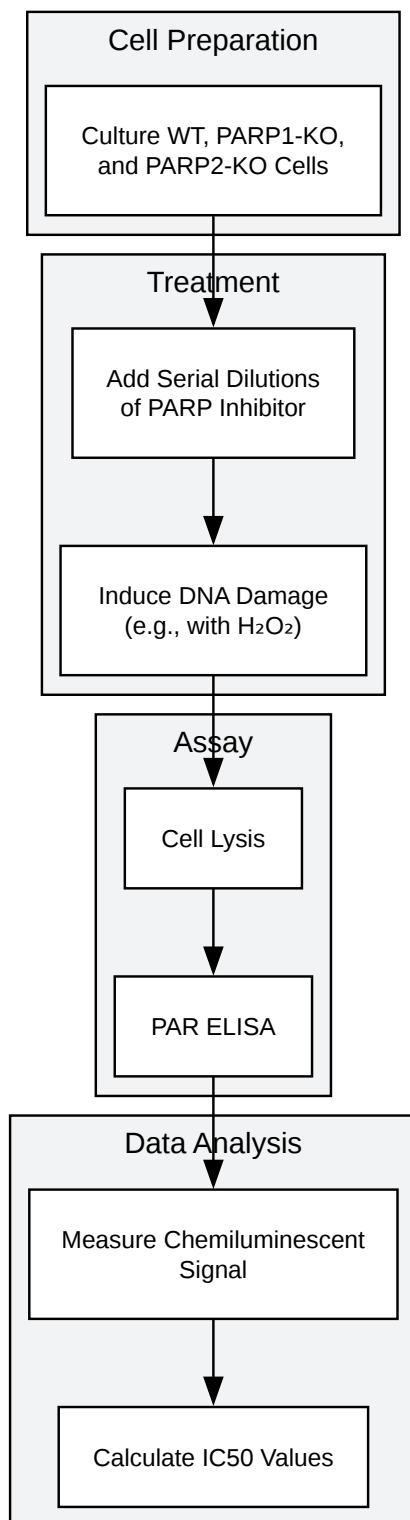 Cell Preparation
Culture WT, PARP1-KO,
and PARP2-KO Cells
Treatment
Add Serial Dilutions
of PARP Inhibitor
Induce DNA Damage
(e.g., with H₂O₂)
Assay
Cell Lysis
PAR ELISA
Data Analysis
Measure Chemiluminescent
Signal
Calculate IC50 Values